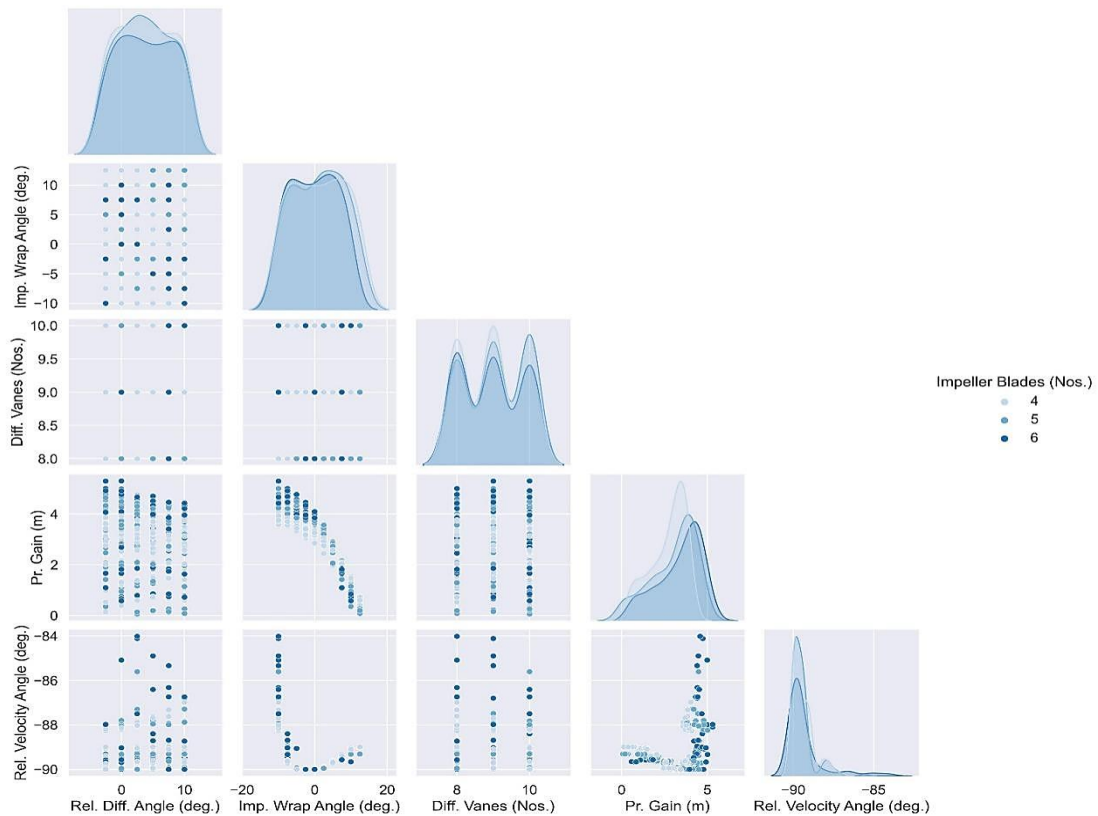 Imp. Wrap Angle (deg.)
10
5
0
−5
−10
Diff. Vanes (Nos.)
10.0
9.5
9.0
8.5
8.0
Impeller Blades (Nos.)
4
5
6
Pr. Gain (m)
4
2
0
Rel. Velocity Angle (deg.)
−84
−86
−88
−90
0 10 −20 0 20 8 10 0 5 −90 −85
Rel. Diff. Angle (deg.) Imp. Wrap Angle (deg.) Diff. Vanes (Nos.) Pr. Gain (m) Rel. Velocity Angle (deg.)